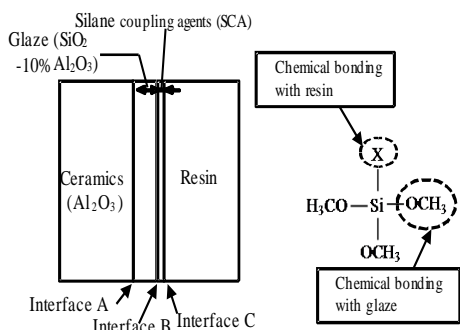 Silane coupling agents (SCA)
Glaze (SiO₂
-10% Al₂O₃)
Ceramics
(Al₂O₃)
Resin
Interface A
Interface B
Interface C
Chemical bonding
with resin
X
H₃CO
Si
OCH₃
OCH₃
Chemical bonding
with glaze